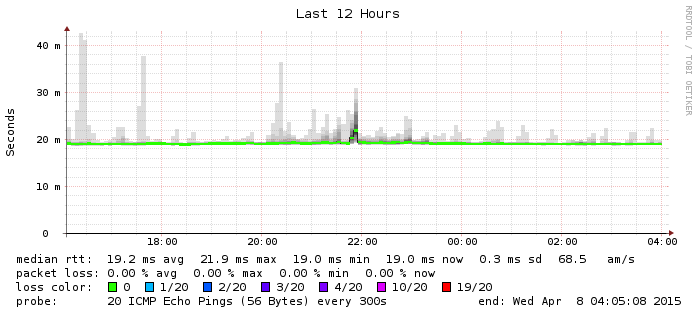 Last 12 Hours
RRDTOOL / TOBI OETIKER
Seconds
40 m
30 m
20 m
10 m
0
18:00 20:00 22:00 00:00 02:00 04:00
median rtt: 19.2 ms avg 21.9 ms max 19.0 ms min 19.0 ms now 0.3 ms sd 68.5 am/s
packet loss: 0.00 % avg 0.00 % max 0.00 % min 0.00 % now
loss color: 0 1/20 2/20 3/20 4/20 10/20 19/20
probe: 20 ICMP Echo Pings (56 Bytes) every 300s end: Wed Apr 8 04:05:08 2015